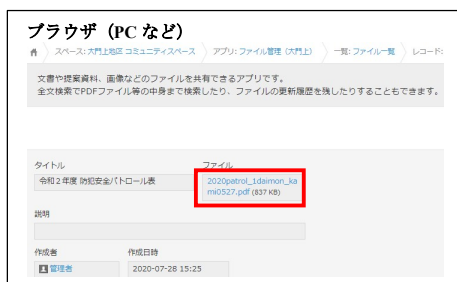 ブラウザ（PC など）
スペース: 大門上地区 コミュニティスペース アプリ: ファイル管理（大門上） 一覧: ファイル一覧 レコード:
文書や提案資料、画像などのファイルを共有できるアプリです。
全文検索でPDFファイル等の中身まで検索したり、ファイルの更新履歴を残したりすることもできます。
タイトル ファイル
令和２年度 防犯安全パトロール表 2020patrol_1daimon_ka
mi0527.pdf (837 KB)
説明
作成者 作成日時
管理者 2020-07-28 15:25